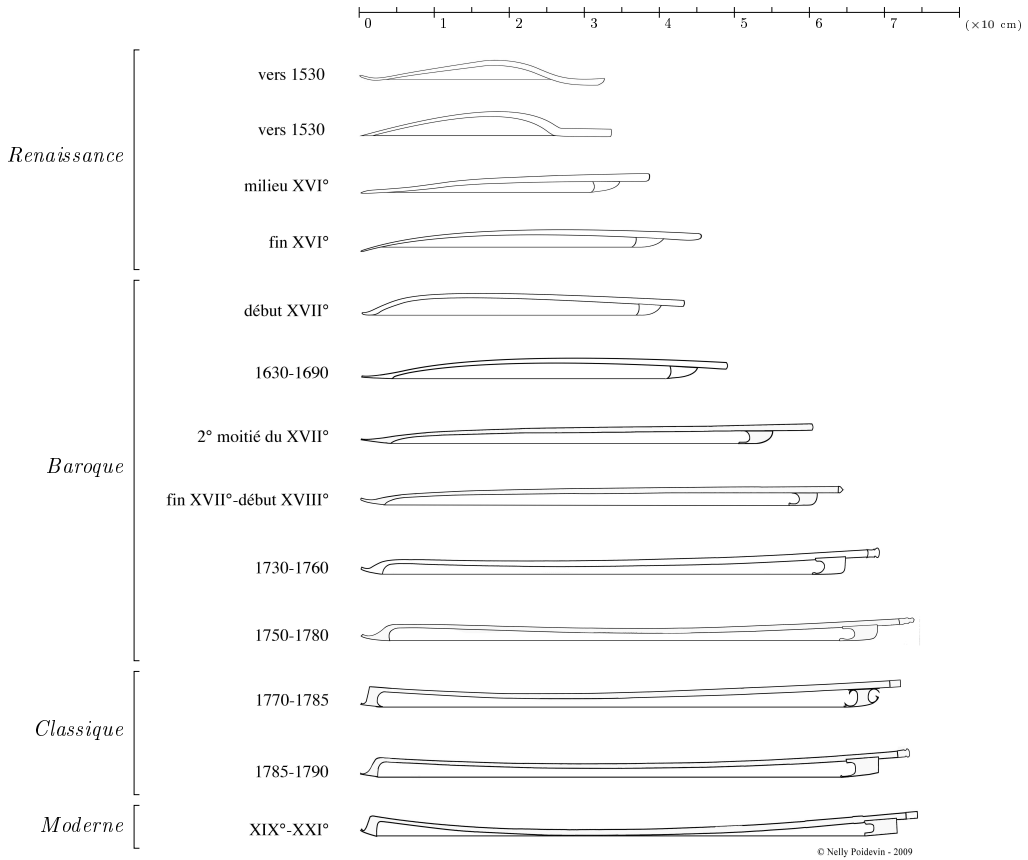 0 1 2 3 4 5 6 7 (×10 cm)
vers 1530
vers 1530
Renaissance
milieu XVI°
fin XVI°
début XVII°
1630-1690
2° moitié du XVII°
Baroque
fin XVII°-début XVIII°
1730-1760
1750-1780
1770-1785
Classique
1785-1790
Moderne
XIX°-XXI°
© Nelly Poidevin - 2009